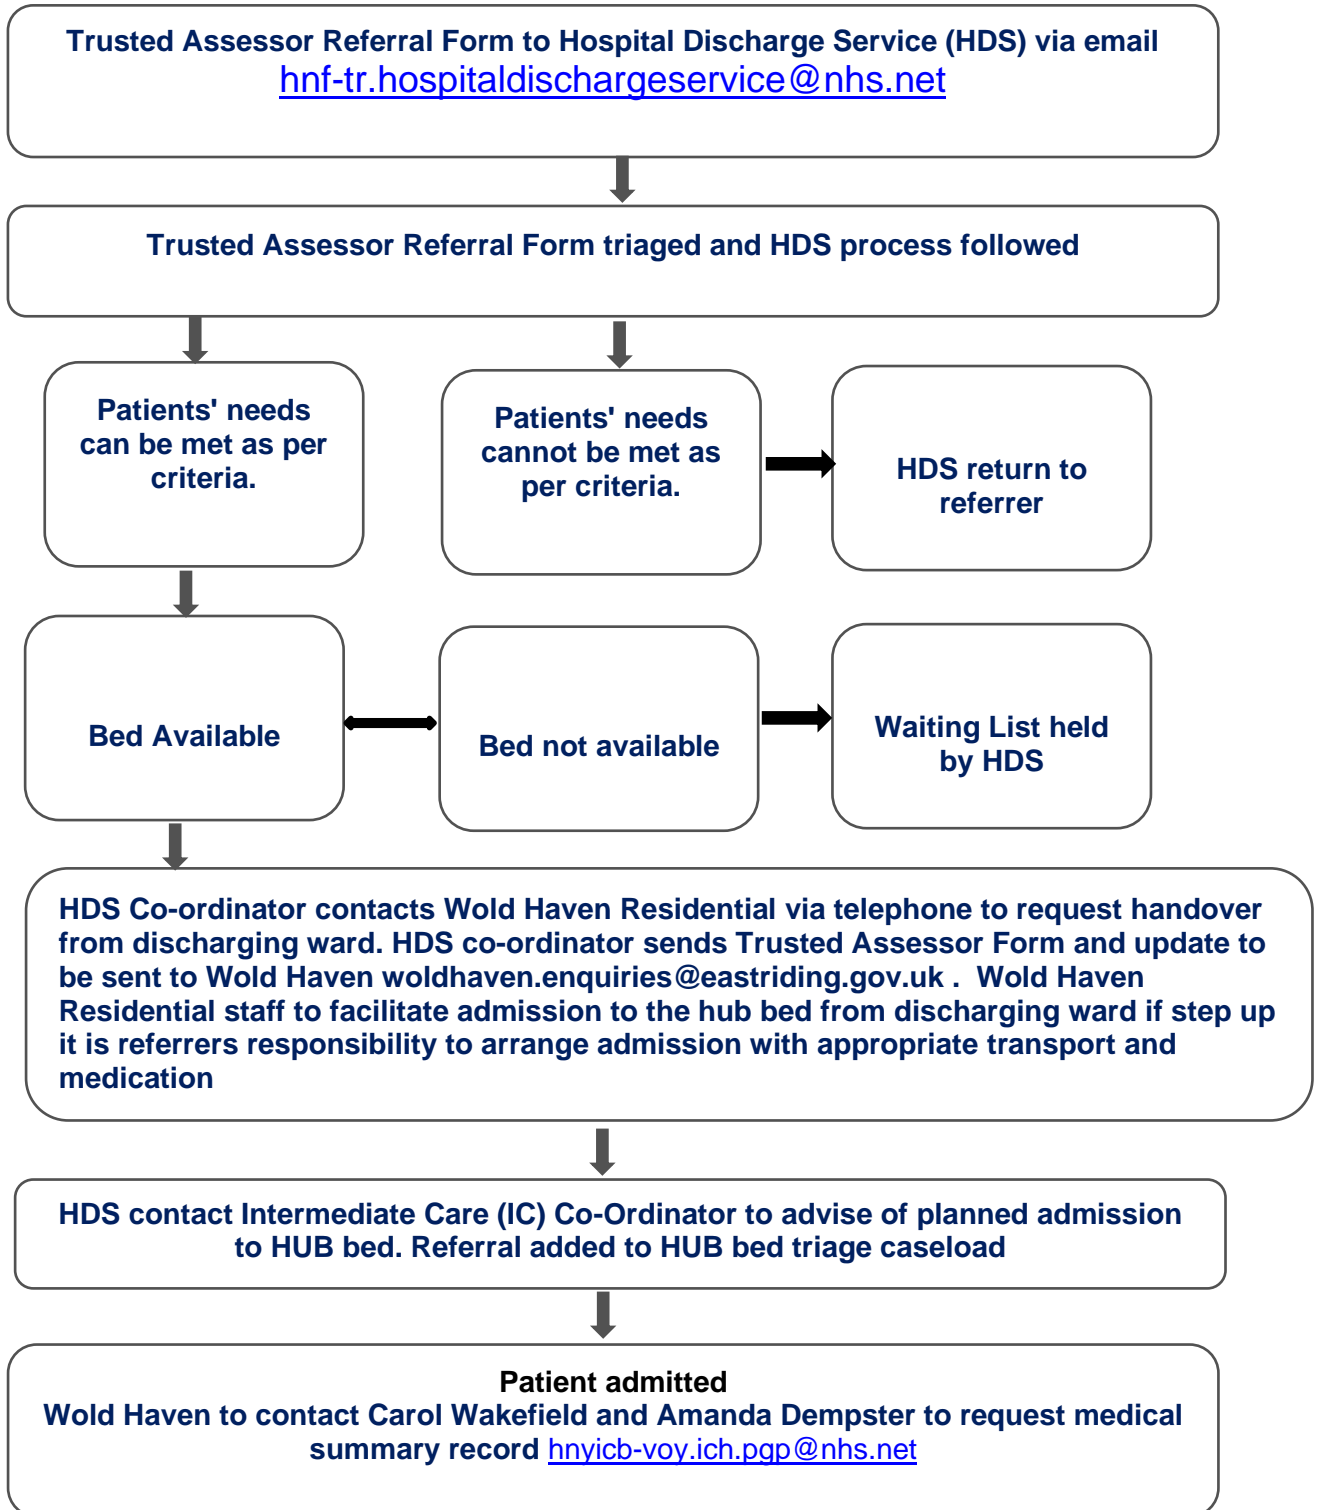 Trusted Assessor Referral Form to Hospital Discharge Service (HDS) via email
hnf-tr.hospitaldischargeservice@nhs.net
Trusted Assessor Referral Form triaged and HDS process followed
Patients' needs
can be met as per
criteria.
Patients' needs
cannot be met as
per criteria.
HDS return to
referrer
Bed Available
Bed not available
Waiting List held
by HDS
HDS Co-ordinator contacts Wold Haven Residential via telephone to request handover
from discharging ward. HDS co-ordinator sends Trusted Assessor Form and update to
be sent to Wold Haven woldhaven.enquiries@eastriding.gov.uk . Wold Haven
Residential staff to facilitate admission to the hub bed from discharging ward if step up
it is referrers responsibility to arrange admission with appropriate transport and
medication
HDS contact Intermediate Care (IC) Co-Ordinator to advise of planned admission
to HUB bed. Referral added to HUB bed triage caseload
Patient admitted
Wold Haven to contact Carol Wakefield and Amanda Dempster to request medical
summary record hnyicb-voy.ich.pgp@nhs.net